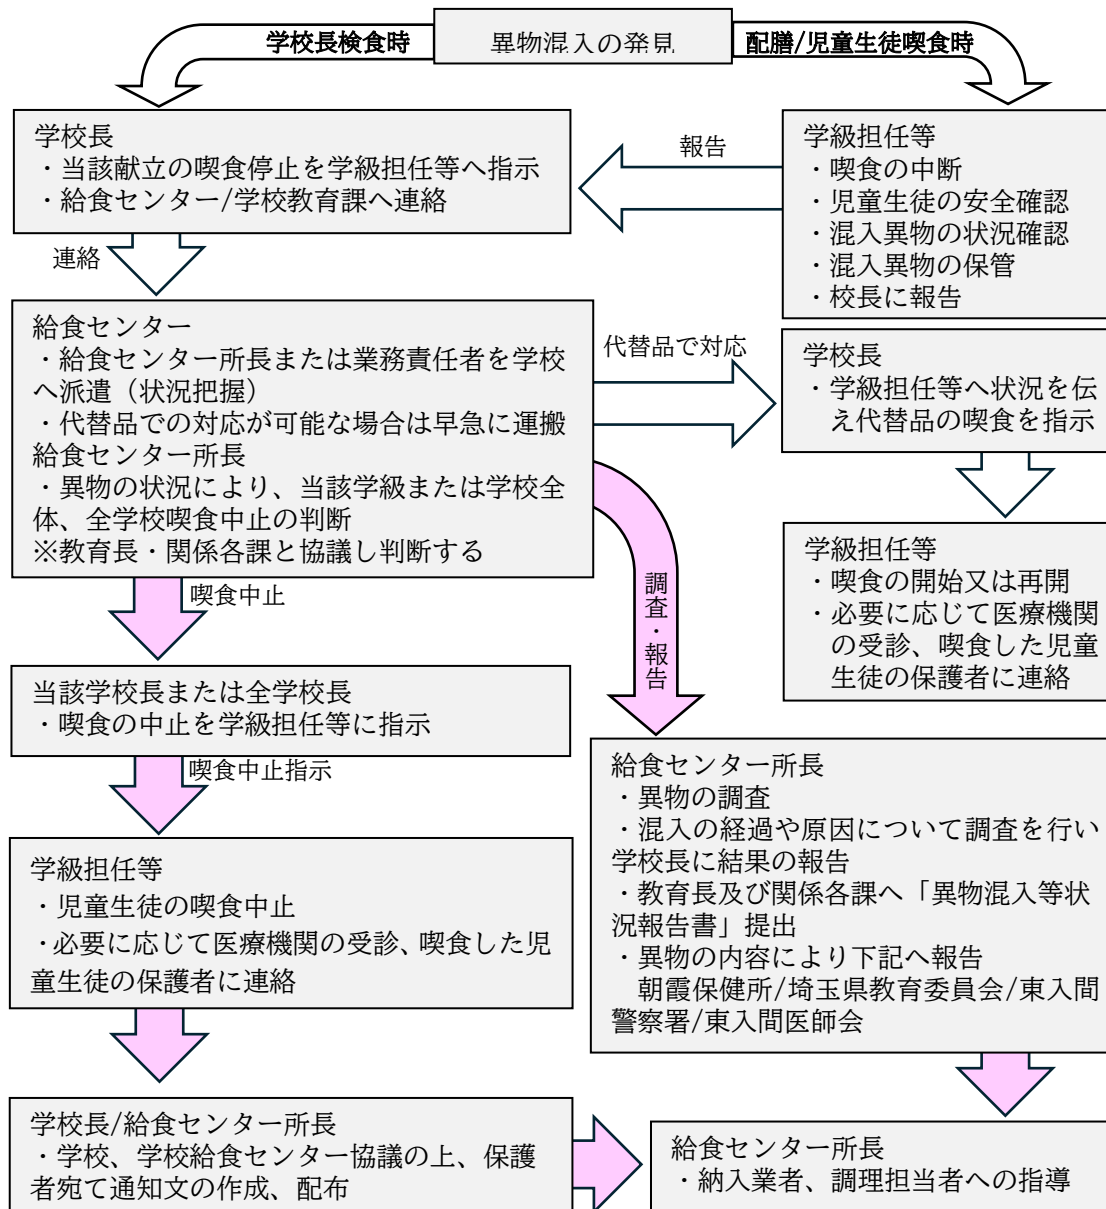 異物混入の発見
学校長検食時
配膳/児童生徒喫食時
学校長
・当該献立の喫食停止を学級担任等へ指示
・給食センター/学校教育課へ連絡
報告
学級担任等
・喫食の中断
・児童生徒の安全確認
・混入異物の状況確認
・混入異物の保管
・校長に報告
連絡
給食センター
・給食センター所長または業務責任者を学校
へ派遣（状況把握）
・代替品での対応が可能な場合は早急に運搬
給食センター所長
・異物の状況により、当該学級または学校全
体、全学校喫食中止の判断
※教育長・関係各課と協議し判断する
代替品で対応
学校長
・学級担任等へ状況を伝
え代替品の喫食を指示
学級担任等
・喫食の開始又は再開
・必要に応じて医療機関
の受診、喫食した児童
生徒の保護者に連絡
喫食中止
調査・報告
当該学校長または全学校長
・喫食の中止を学級担任等に指示
喫食中止指示
学級担任等
・児童生徒の喫食中止
・必要に応じて医療機関の受診、喫食した児
童生徒の保護者に連絡
給食センター所長
・異物の調査
・混入の経過や原因について調査を行い
学校長に結果の報告
・教育長及び関係各課へ「異物混入等状
況報告書」提出
・異物の内容により下記へ報告
朝霞保健所/埼玉県教育委員会/東入間
警察署/東入間医師会
学校長/給食センター所長
・学校、学校給食センター協議の上、保護
者宛て通知文の作成、配布
給食センター所長
・納入業者、調理担当者への指導